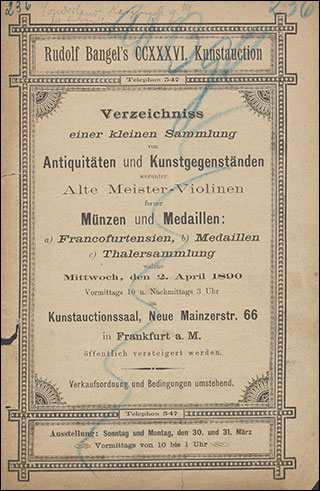 236
236
Rudolf Bangel's CCXXXVI. Kunstauction
Telephon 547
Verzeichniss
einer kleinen Sammlung
von
Antiquitäten und Kunstgegenständen
worunter
Alte Meister-Violinen
ferner
Münzen und Medaillen:
a) Francofurtensien, b) Medaillen
c) Thalersammlung
welche
Mittwoch, den 2. April 1890
Vormittags 10 u. Nachmittags 3 Uhr
im
Kunstauctionssaal, Neue Mainzerstr. 66
in Frankfurt a. M.
öffentlich versteigert werden.
Verkaufsordnung und Bedingungen umstehend.
Telephon 547
Ausstellung: Sonntag und Montag, den 30. und 31. März
Vormittags von 10 bis 1 Uhr